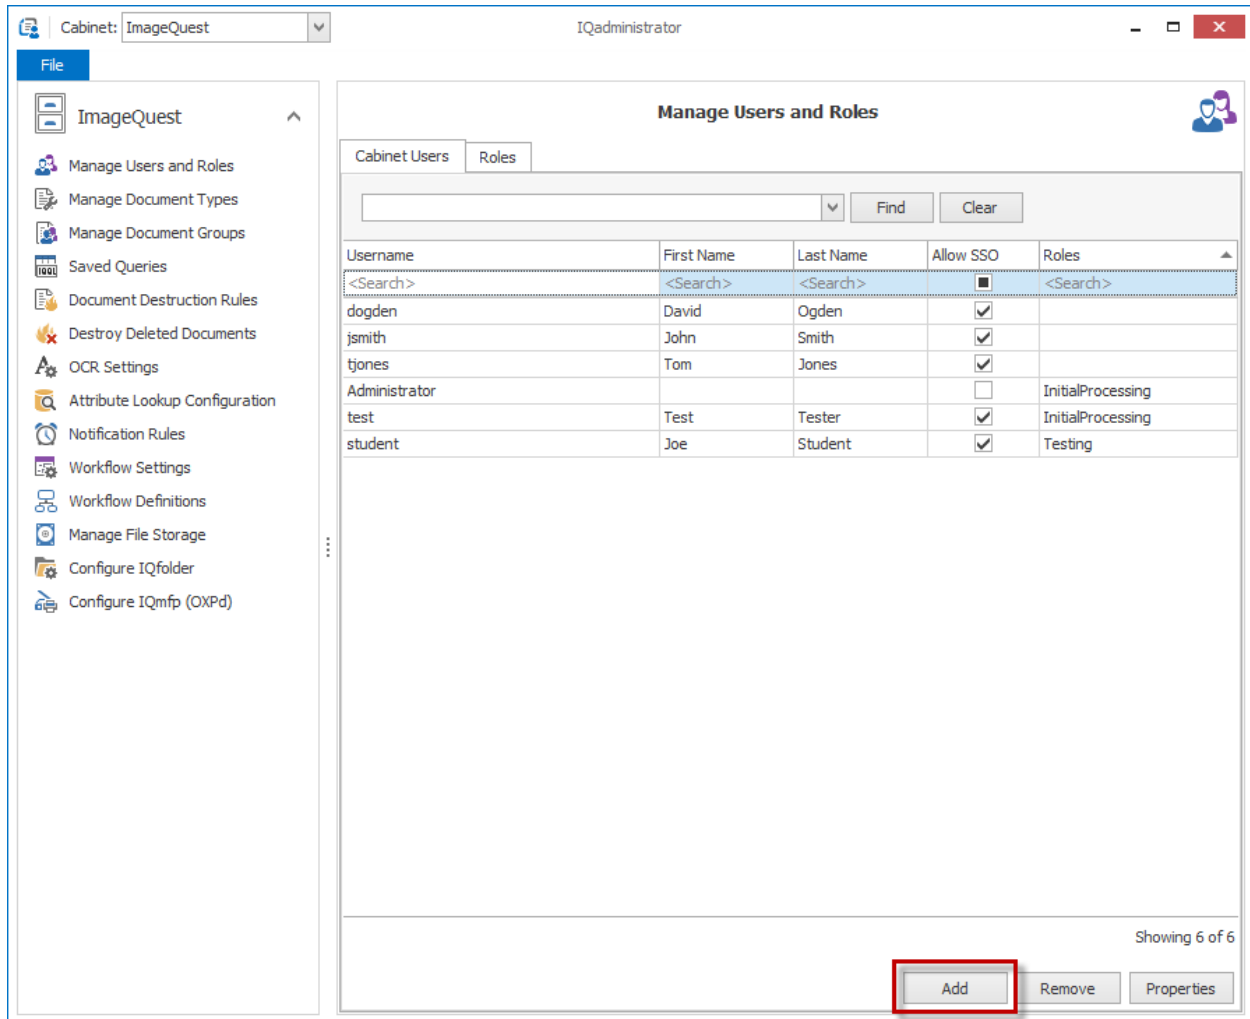 Cabinet: ImageQuest IQadministrator
File
ImageQuest
Manage Users and Roles
Manage Document Types
Manage Document Groups
Saved Queries
Document Destruction Rules
Destroy Deleted Documents
OCR Settings
Attribute Lookup Configuration
Notification Rules
Workflow Settings
Workflow Definitions
Manage File Storage
Configure IQfolder
Configure IQmfp (OXPd)
Manage Users and Roles
Cabinet Users Roles
Find Clear
Username First Name Last Name Allow SSO Roles
<Search> <Search> <Search> <Search>
dogden David Ogden
jsmith John Smith
tjones Tom Jones
Administrator InitialProcessing
test Test Tester InitialProcessing
student Joe Student Testing
Showing 6 of 6
Add Remove Properties